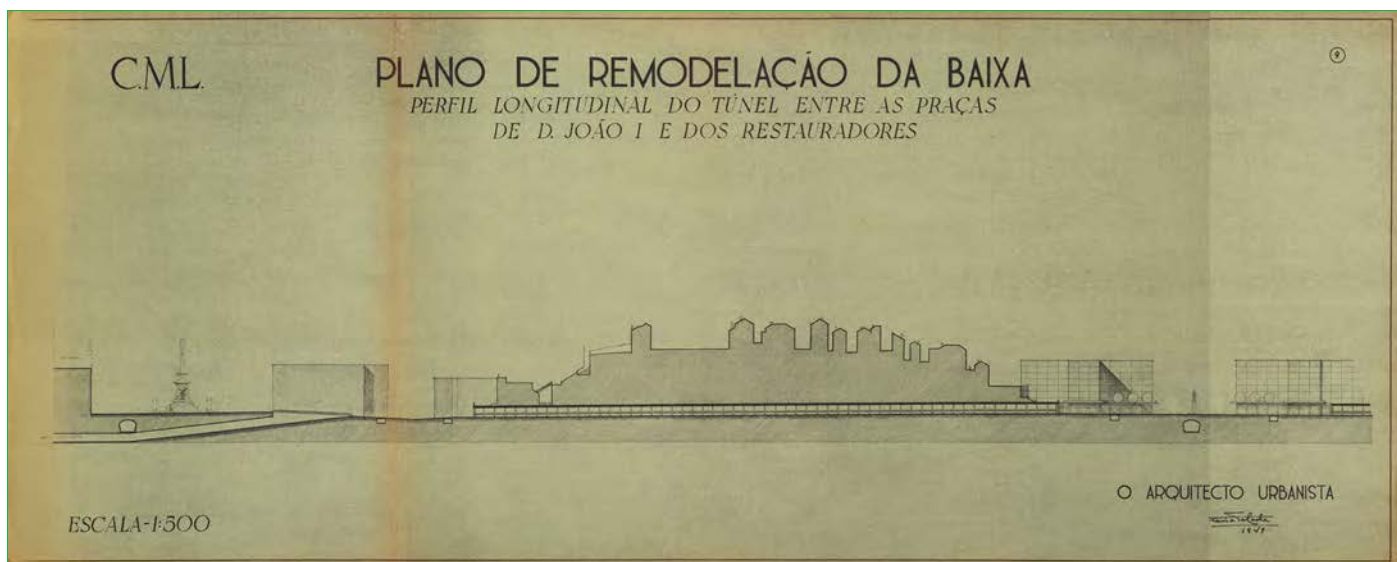 C.M.L.
PLANO DE REMODELAÇÃO DA BAIXA
PERFIL LONGITUDINAL DO TÚNEL ENTRE AS PRAÇAS
DE D. JOÃO I E DOS RESTAURADORES
9
O ARQUITECTO URBANISTA
ESCALA-1:500